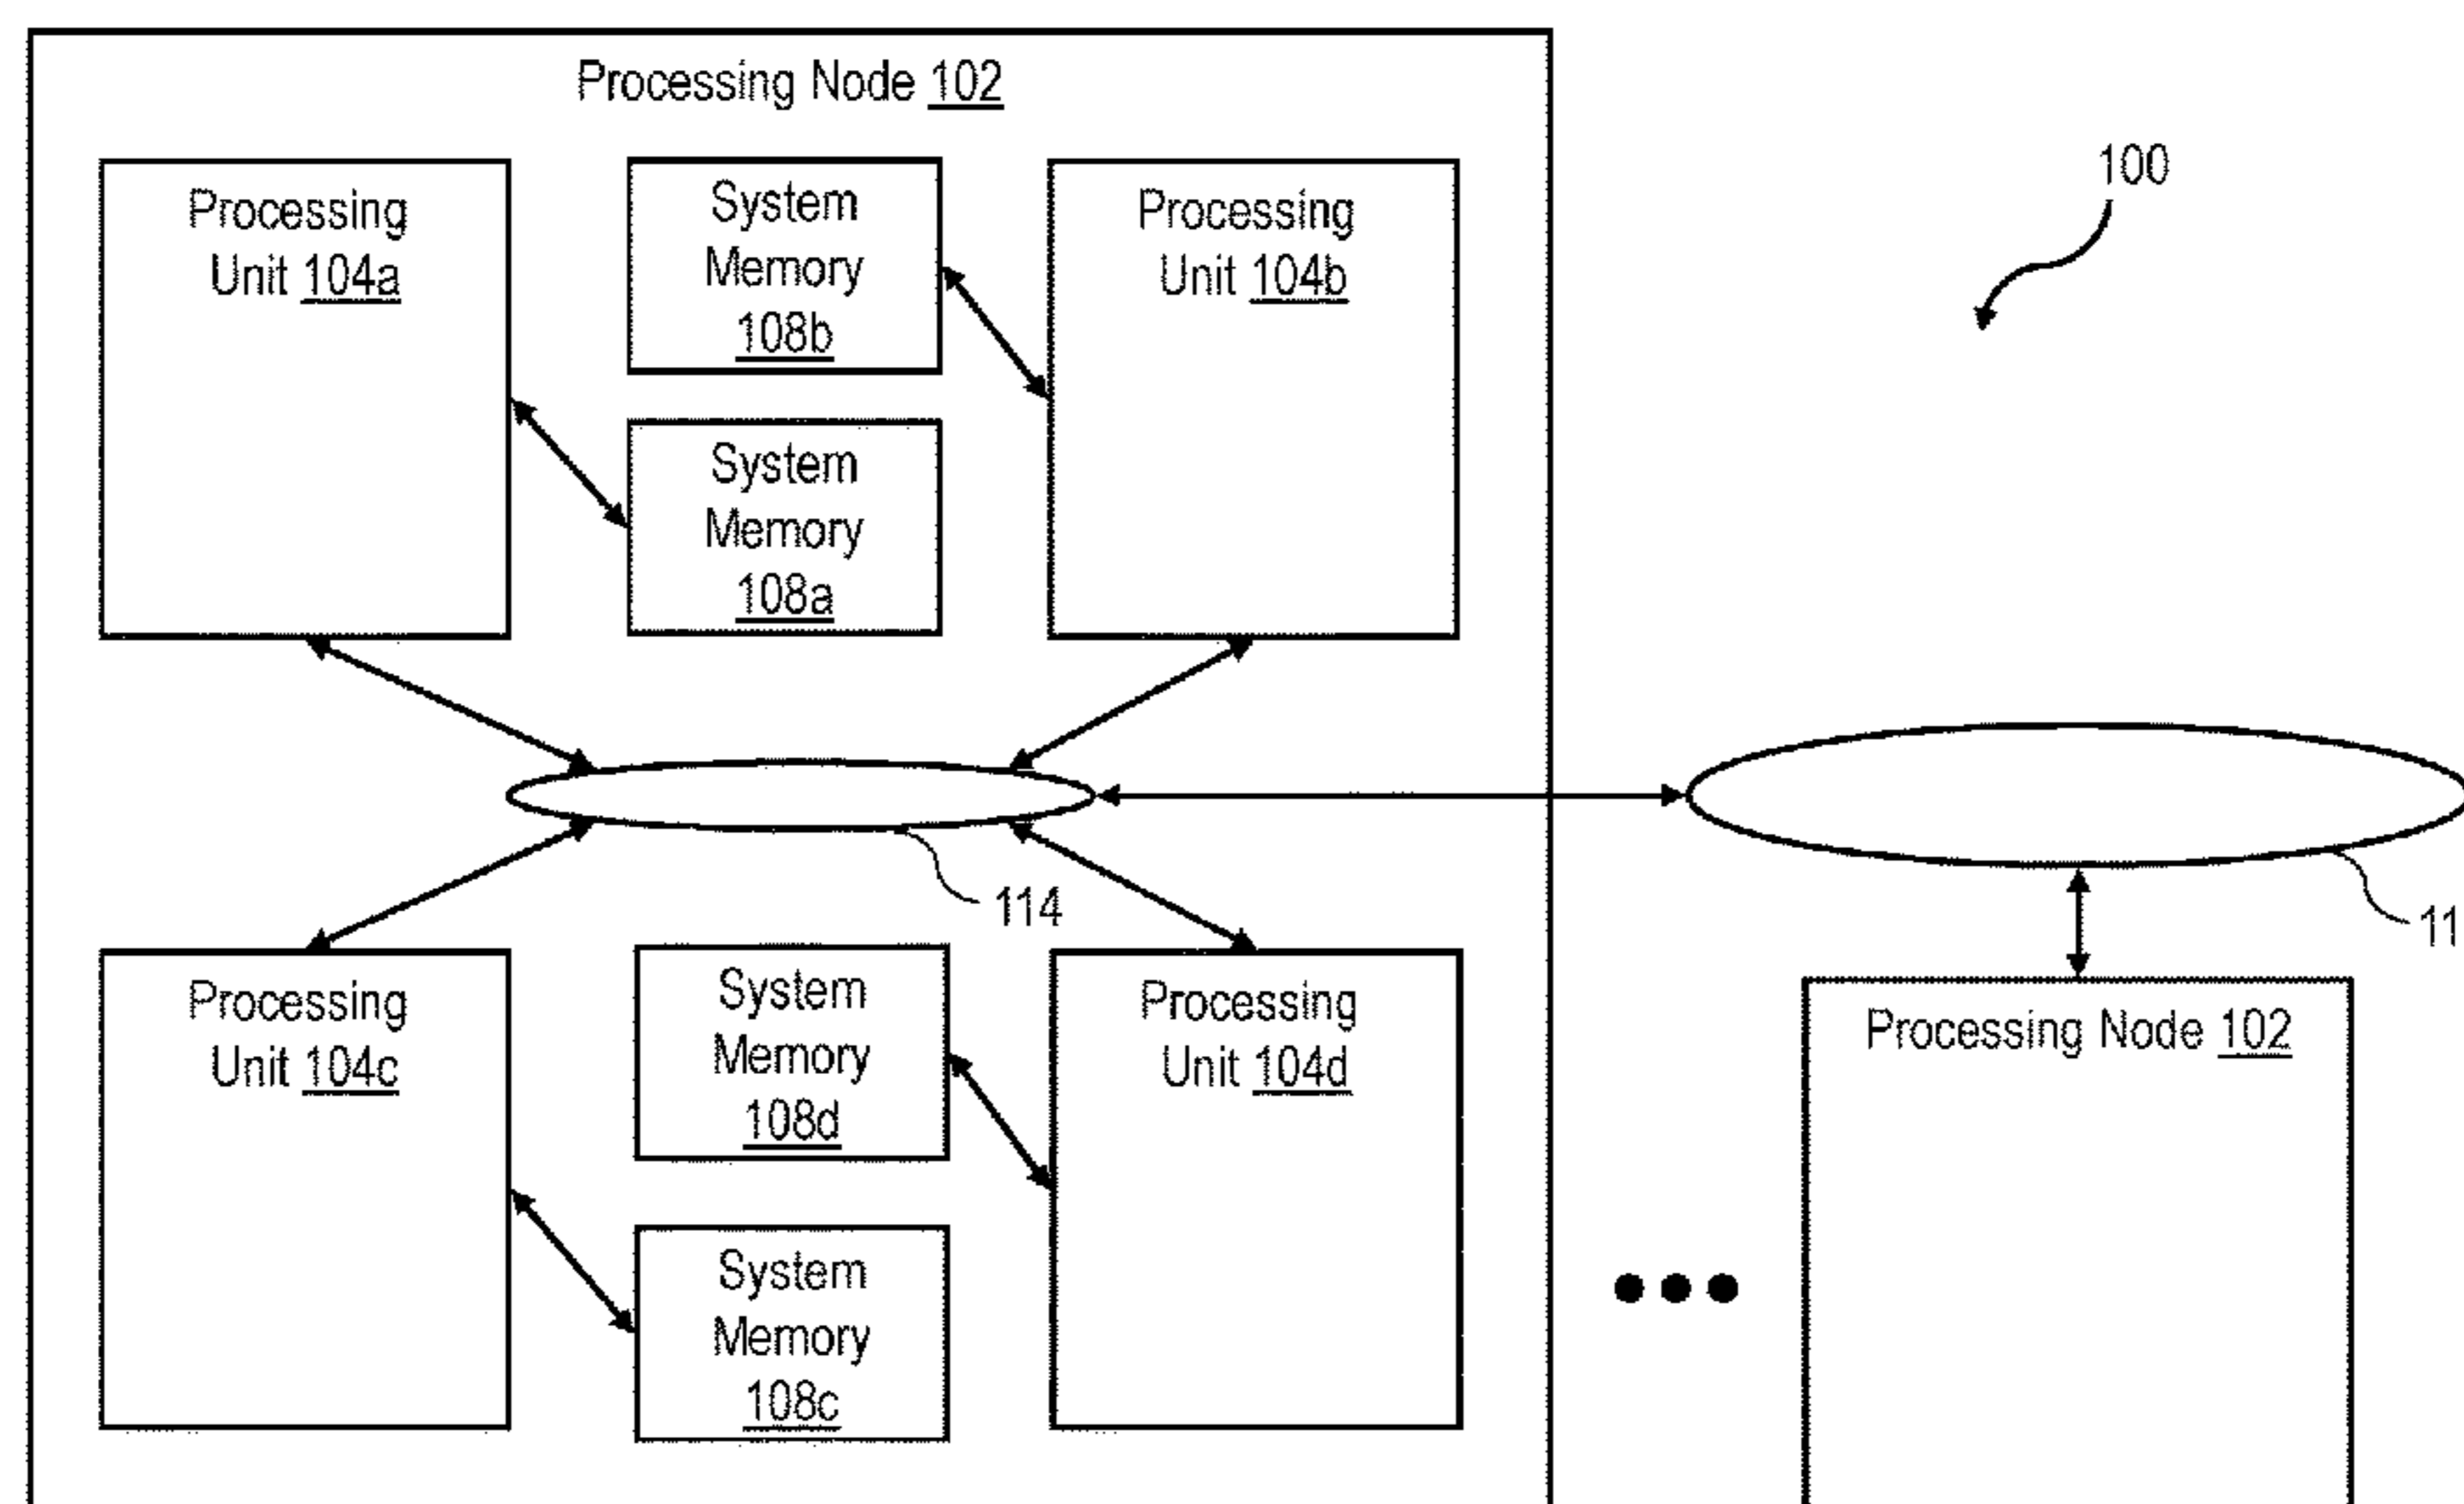 Processing Node 102
Processing
Unit 104a
System
Memory
108b
Processing
Unit 104b
100
System
Memory
108a
114
11
Processing
Unit 104c
System
Memory
108d
Processing
Unit 104d
Processing Node 102
System
Memory
108c